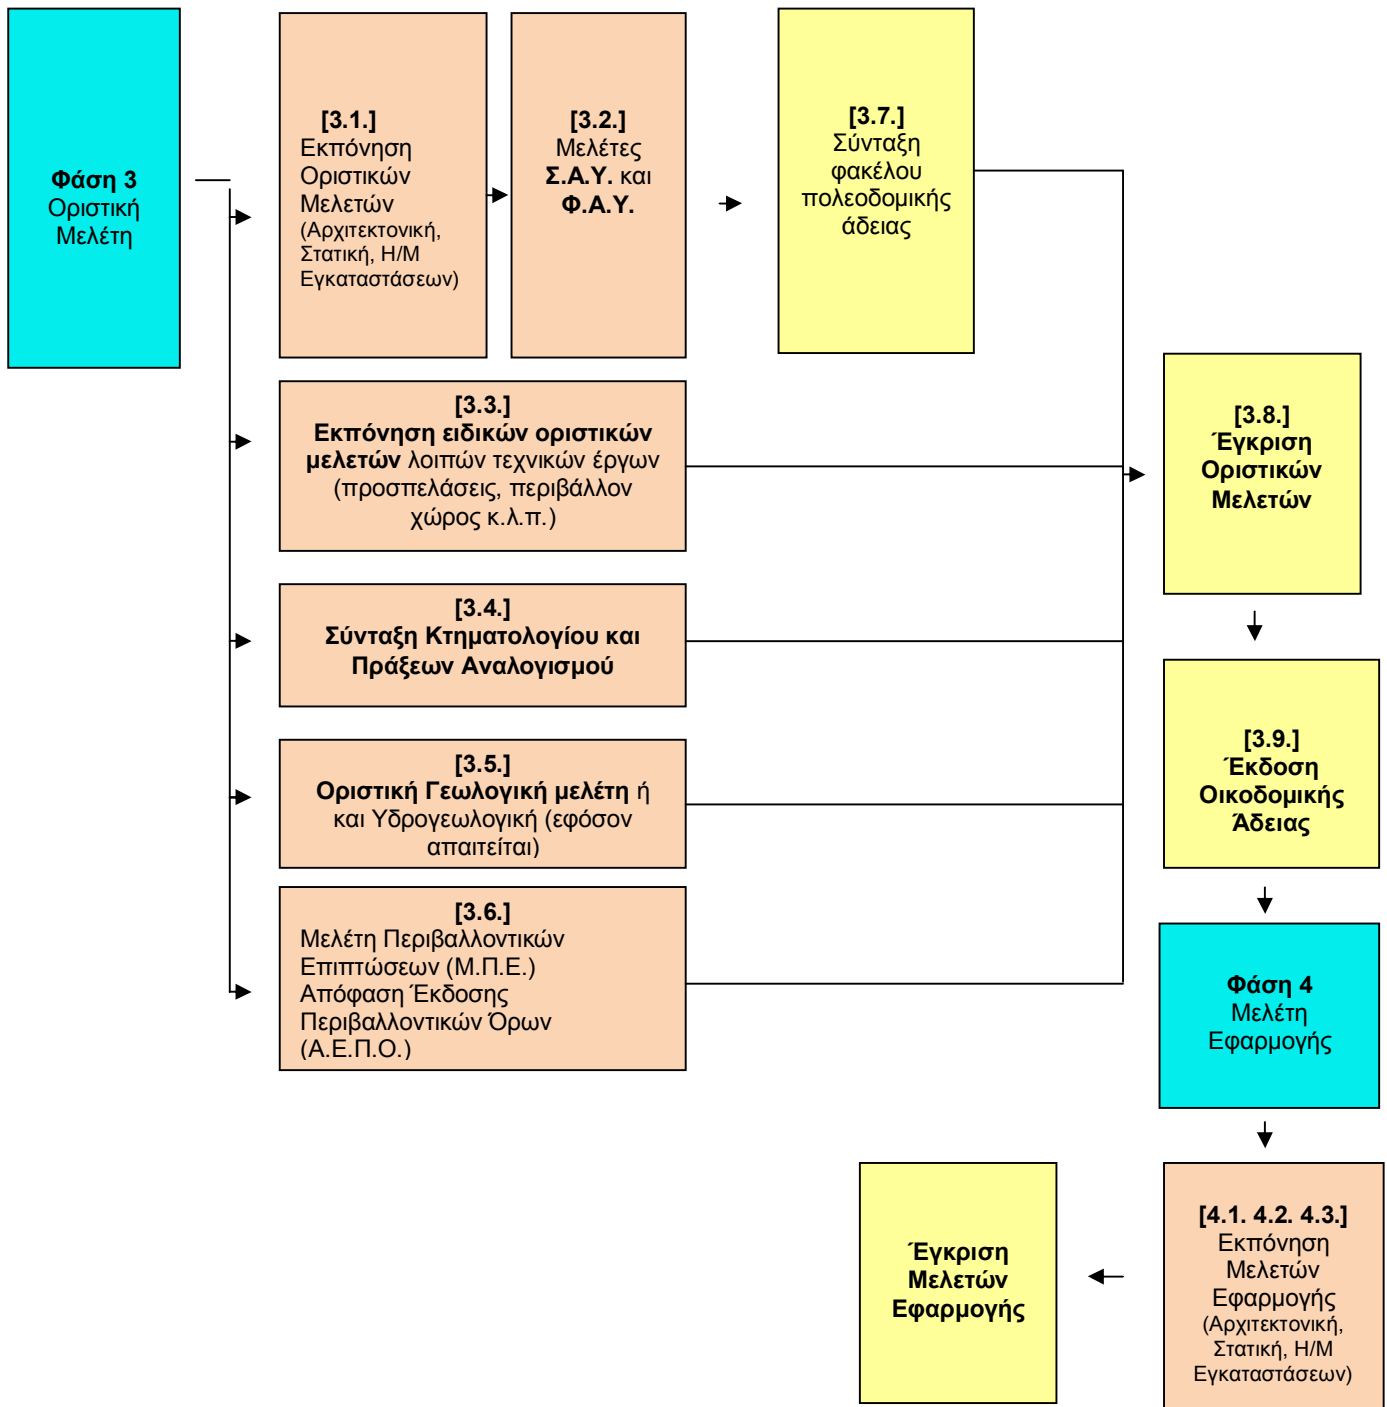 Φάση 3
Οριστική
Μελέτη
[3.1.]
Εκπόνηση
Οριστικών
Μελετών
(Αρχιτεκτονική,
Στατική, Η/Μ
Εγκαταστάσεων)
[3.2.]
Μελέτες
Σ.Α.Υ. και
Φ.Α.Υ.
[3.7.]
Σύνταξη
φακέλου
πολεοδομικής
άδειας
[3.3.]
Εκπόνηση ειδικών οριστικών
μελετών λοιπών τεχνικών έργων
(προσπελάσεις, περιβάλλον
χώρος κ.λ.π.)
[3.4.]
Σύνταξη Κτηματολογίου και
Πράξεων Αναλογισμού
[3.5.]
Οριστική Γεωλογική μελέτη ή
και Υδρογεωλογική (εφόσον
απαιτείται)
[3.6.]
Μελέτη Περιβαλλοντικών
Επιπτώσεων (Μ.Π.Ε.)
Απόφαση Έκδοσης
Περιβαλλοντικών Όρων
(Α.Ε.Π.Ο.)
[3.8.]
Έγκριση
Οριστικών
Μελετών
[3.9.]
Έκδοση
Οικοδομικής
Άδειας
Φάση 4
Μελέτη
Εφαρμογής
[4.1. 4.2. 4.3.]
Εκπόνηση
Μελετών
Εφαρμογής
(Αρχιτεκτονική,
Στατική, Η/Μ
Εγκαταστάσεων)
Έγκριση
Μελετών
Εφαρμογής